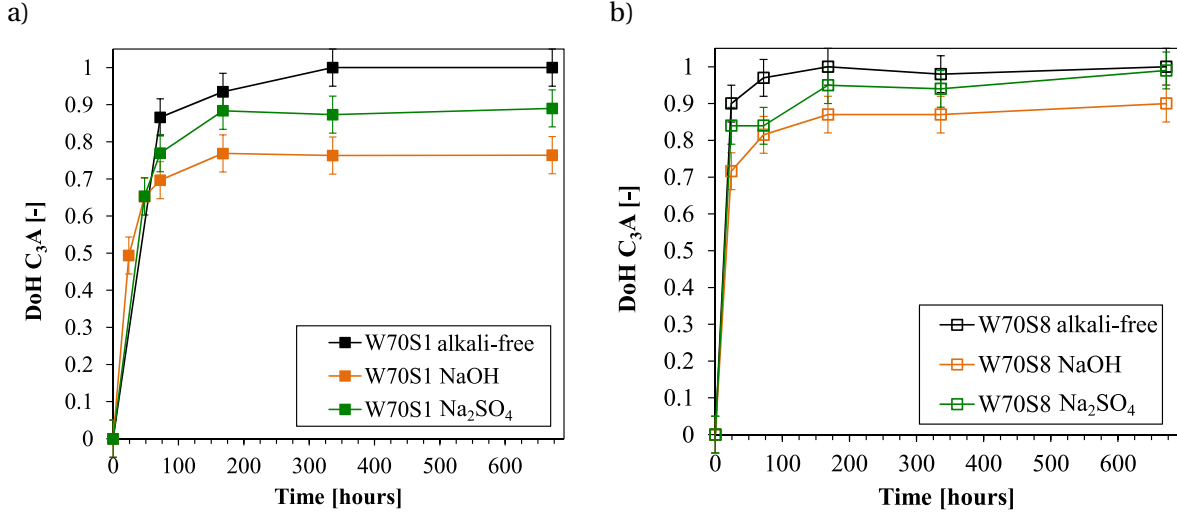 a)
1
0.9
0.8
0.7
0.6
0.5
0.4
0.3
0.2
0.1
0
DoH C₃A [-]
W70S1 alkali-free
W70S1 NaOH
W70S1 Na₂SO₄
0 100 200 300 400 500 600
Time [hours]
b)
1
0.9
0.8
0.7
0.6
0.5
0.4
0.3
0.2
0.1
0
DoH C₃A [-]
W70S8 alkali-free
W70S8 NaOH
W70S8 Na₂SO₄
0 100 200 300 400 500 600
Time [hours]